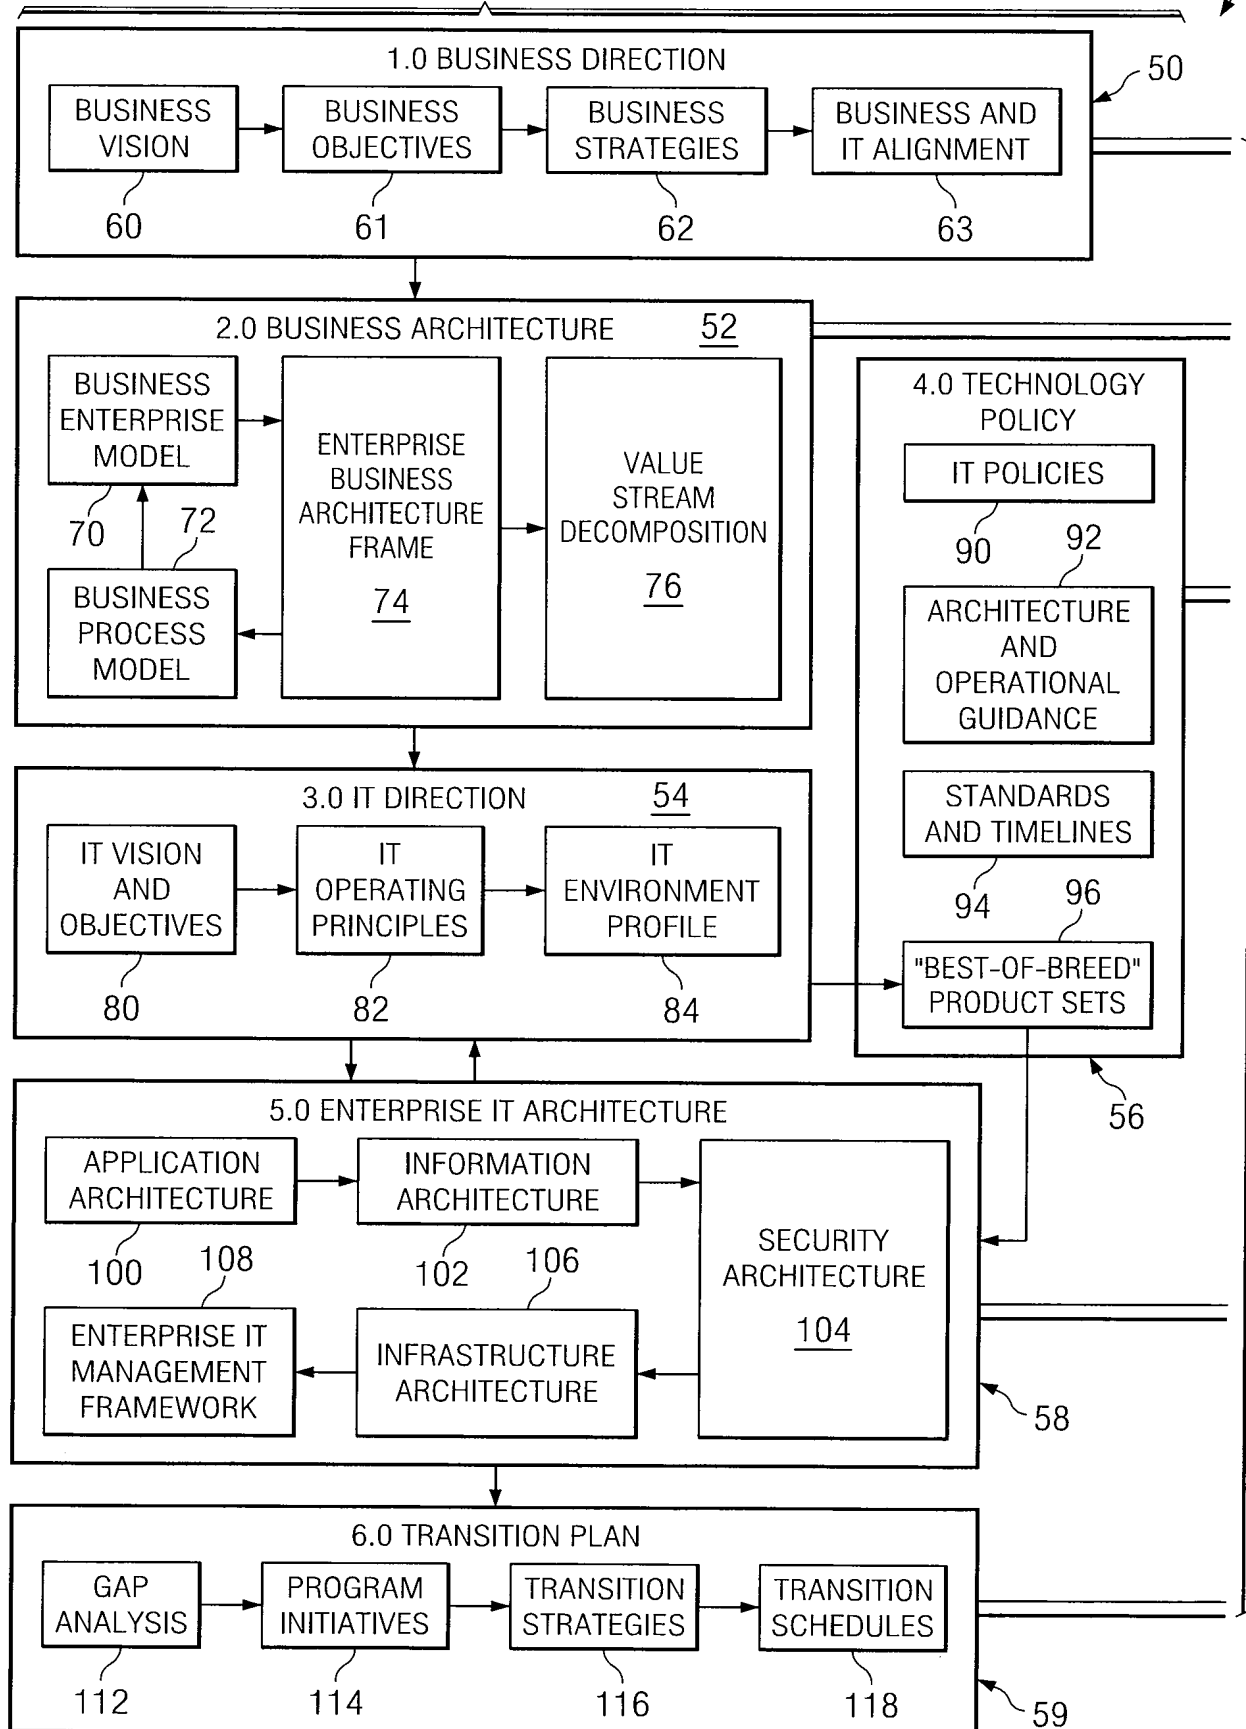 1.0 BUSINESS DIRECTION
50
BUSINESS
VISION
BUSINESS
OBJECTIVES
BUSINESS
STRATEGIES
BUSINESS AND
IT ALIGNMENT
60
61
62
63
2.0 BUSINESS ARCHITECTURE
52
BUSINESS
ENTERPRISE
MODEL
70
72
BUSINESS
PROCESS
MODEL
ENTERPRISE
BUSINESS
ARCHITECTURE
FRAME
74
VALUE
STREAM
DECOMPOSITION
76
4.0 TECHNOLOGY
POLICY
IT POLICIES
90
92
ARCHITECTURE
AND
OPERATIONAL
GUIDANCE
STANDARDS
AND TIMELINES
94
96
"BEST-OF-BREED"
PRODUCT SETS
56
3.0 IT DIRECTION
54
IT VISION
AND
OBJECTIVES
IT
OPERATING
PRINCIPLES
IT
ENVIRONMENT
PROFILE
80
82
84
5.0 ENTERPRISE IT ARCHITECTURE
APPLICATION
ARCHITECTURE
INFORMATION
ARCHITECTURE
100
108
102
106
SECURITY
ARCHITECTURE
104
ENTERPRISE IT
MANAGEMENT
FRAMEWORK
INFRASTRUCTURE
ARCHITECTURE
58
6.0 TRANSITION PLAN
GAP
ANALYSIS
PROGRAM
INITIATIVES
TRANSITION
STRATEGIES
TRANSITION
SCHEDULES
112
114
116
118
59